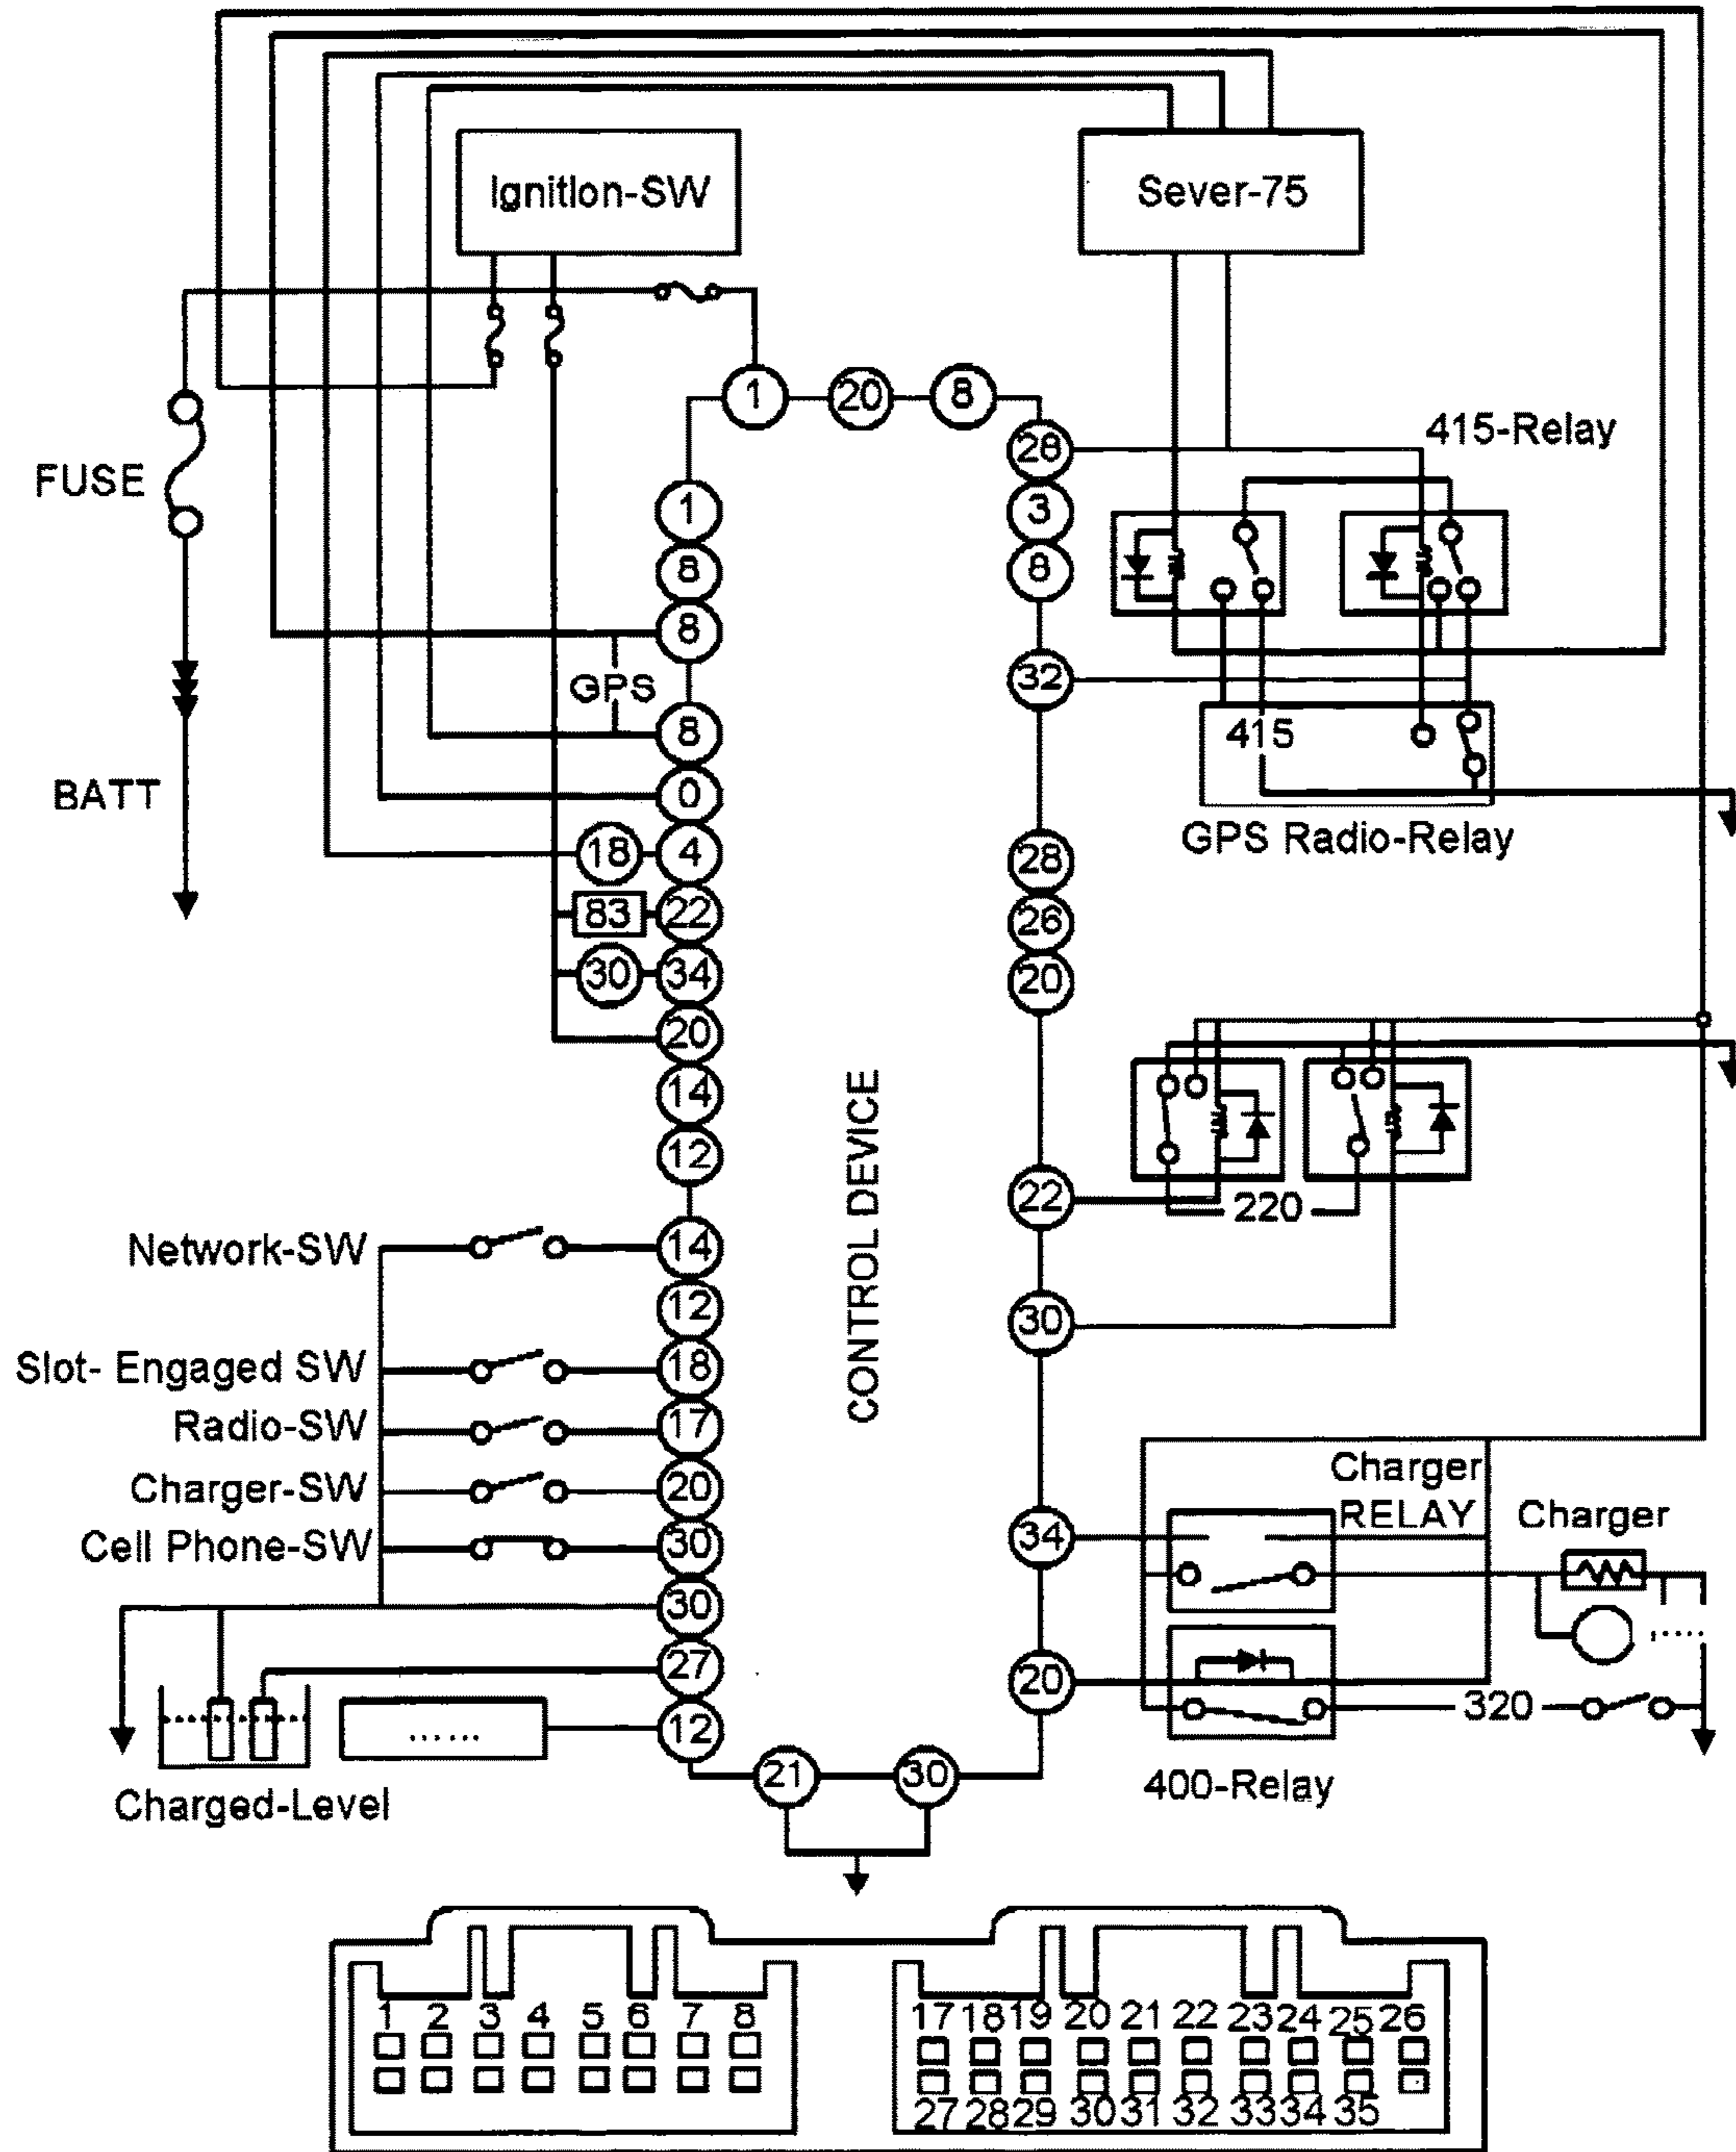 Ignition-SW
Sever-75
1 20 8
28
415-Relay
FUSE
1
3
8
8
8
GPS
32
8
415
BATT
0
GPS Radio-Relay
18 4
28
83 22
26
30 34
20
20
14
12
CONTROL DEVICE
22
220
Network-SW
14
12
30
Slot- Engaged SW
18
Radio-SW
17
Charger
RELAY
Charger
Charger-SW
20
34
Cell Phone-SW
30
30
27
20
320
......
12
21 30
400-Relay
Charged-Level
1 2 3 4 5 6 7 8
17 18 19 20 21 22 23 24 25 26
27 28 29 30 31 32 33 34 35